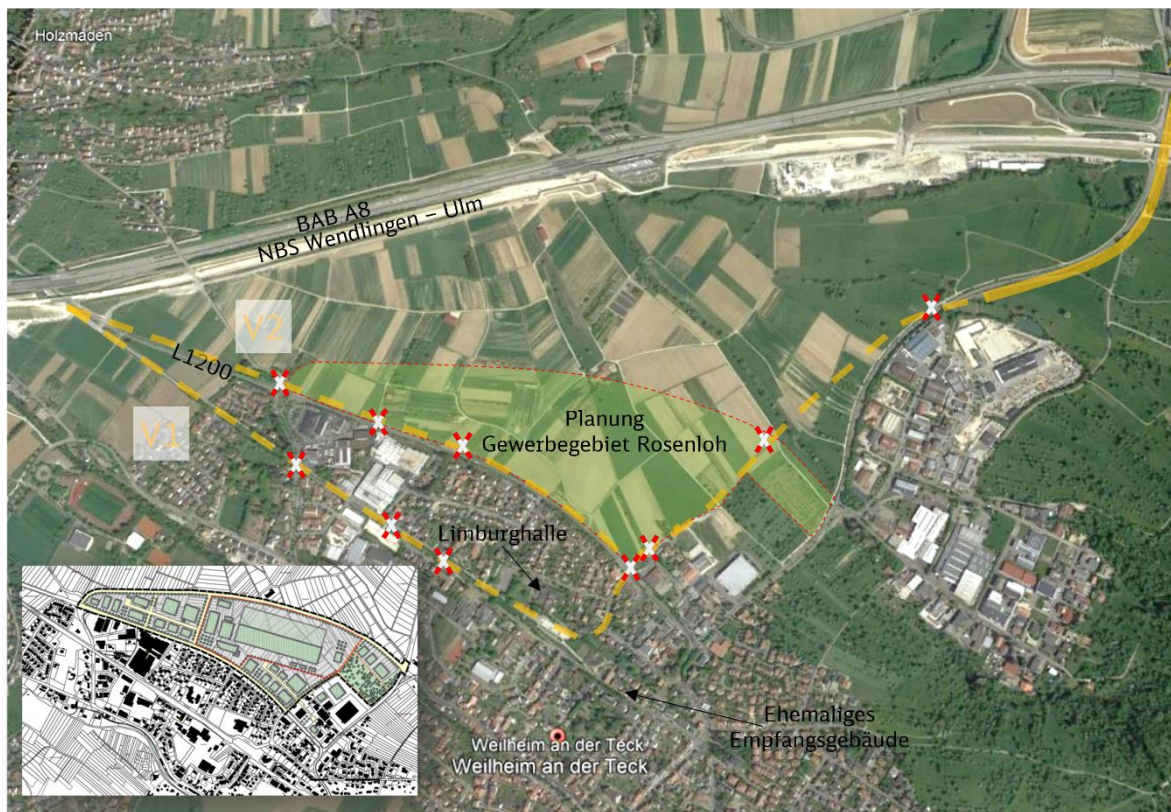 Holzmaden
BAB A8
NBS Wendlingen – Ulm
V2
L1200
V1
Planung
Gewerbegebiet Rosenloh
Limburghalle
Ehemaliges
Empfangsgebäude
Weilheim an der Teck
Weilheim an der Teck